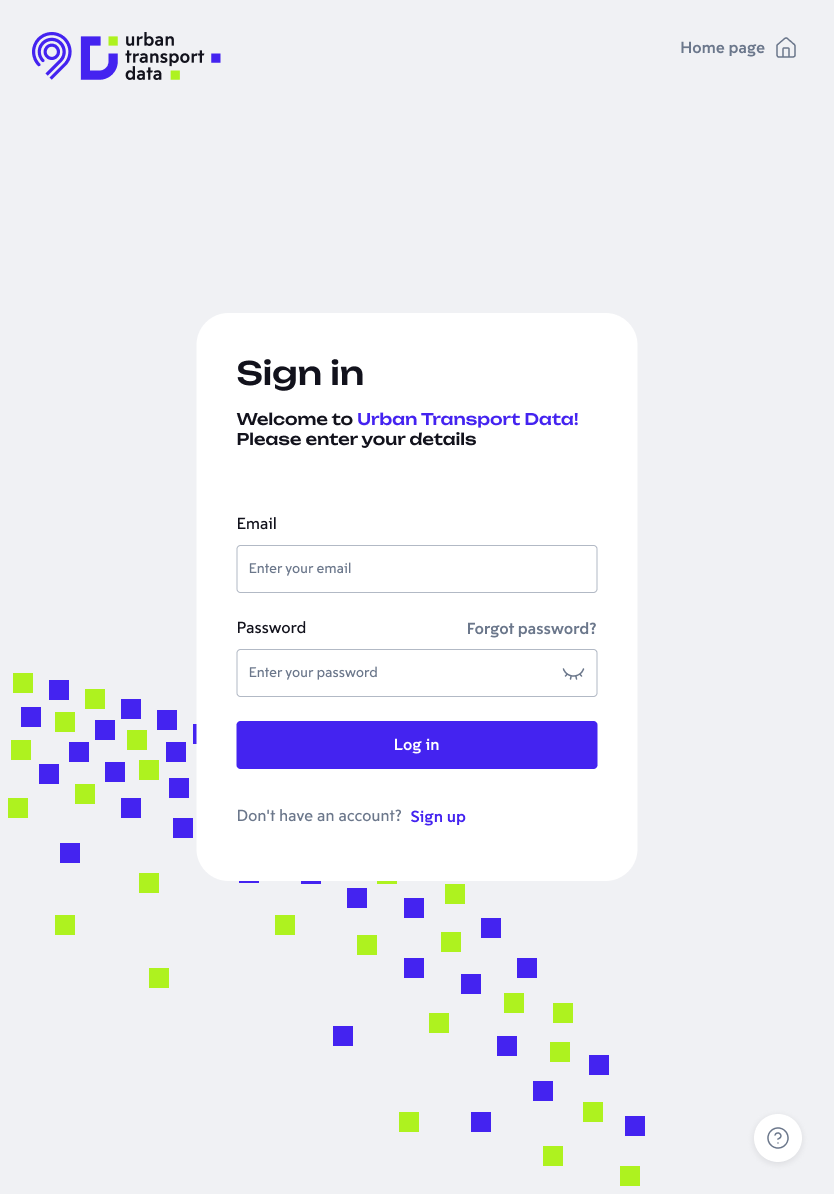 urban
transport
data
Home page
Sign in
Welcome to Urban Transport Data!
Please enter your details
Email
Enter your email
Password
Forgot password?
Enter your password
Log in
Don't have an account? Sign up
?